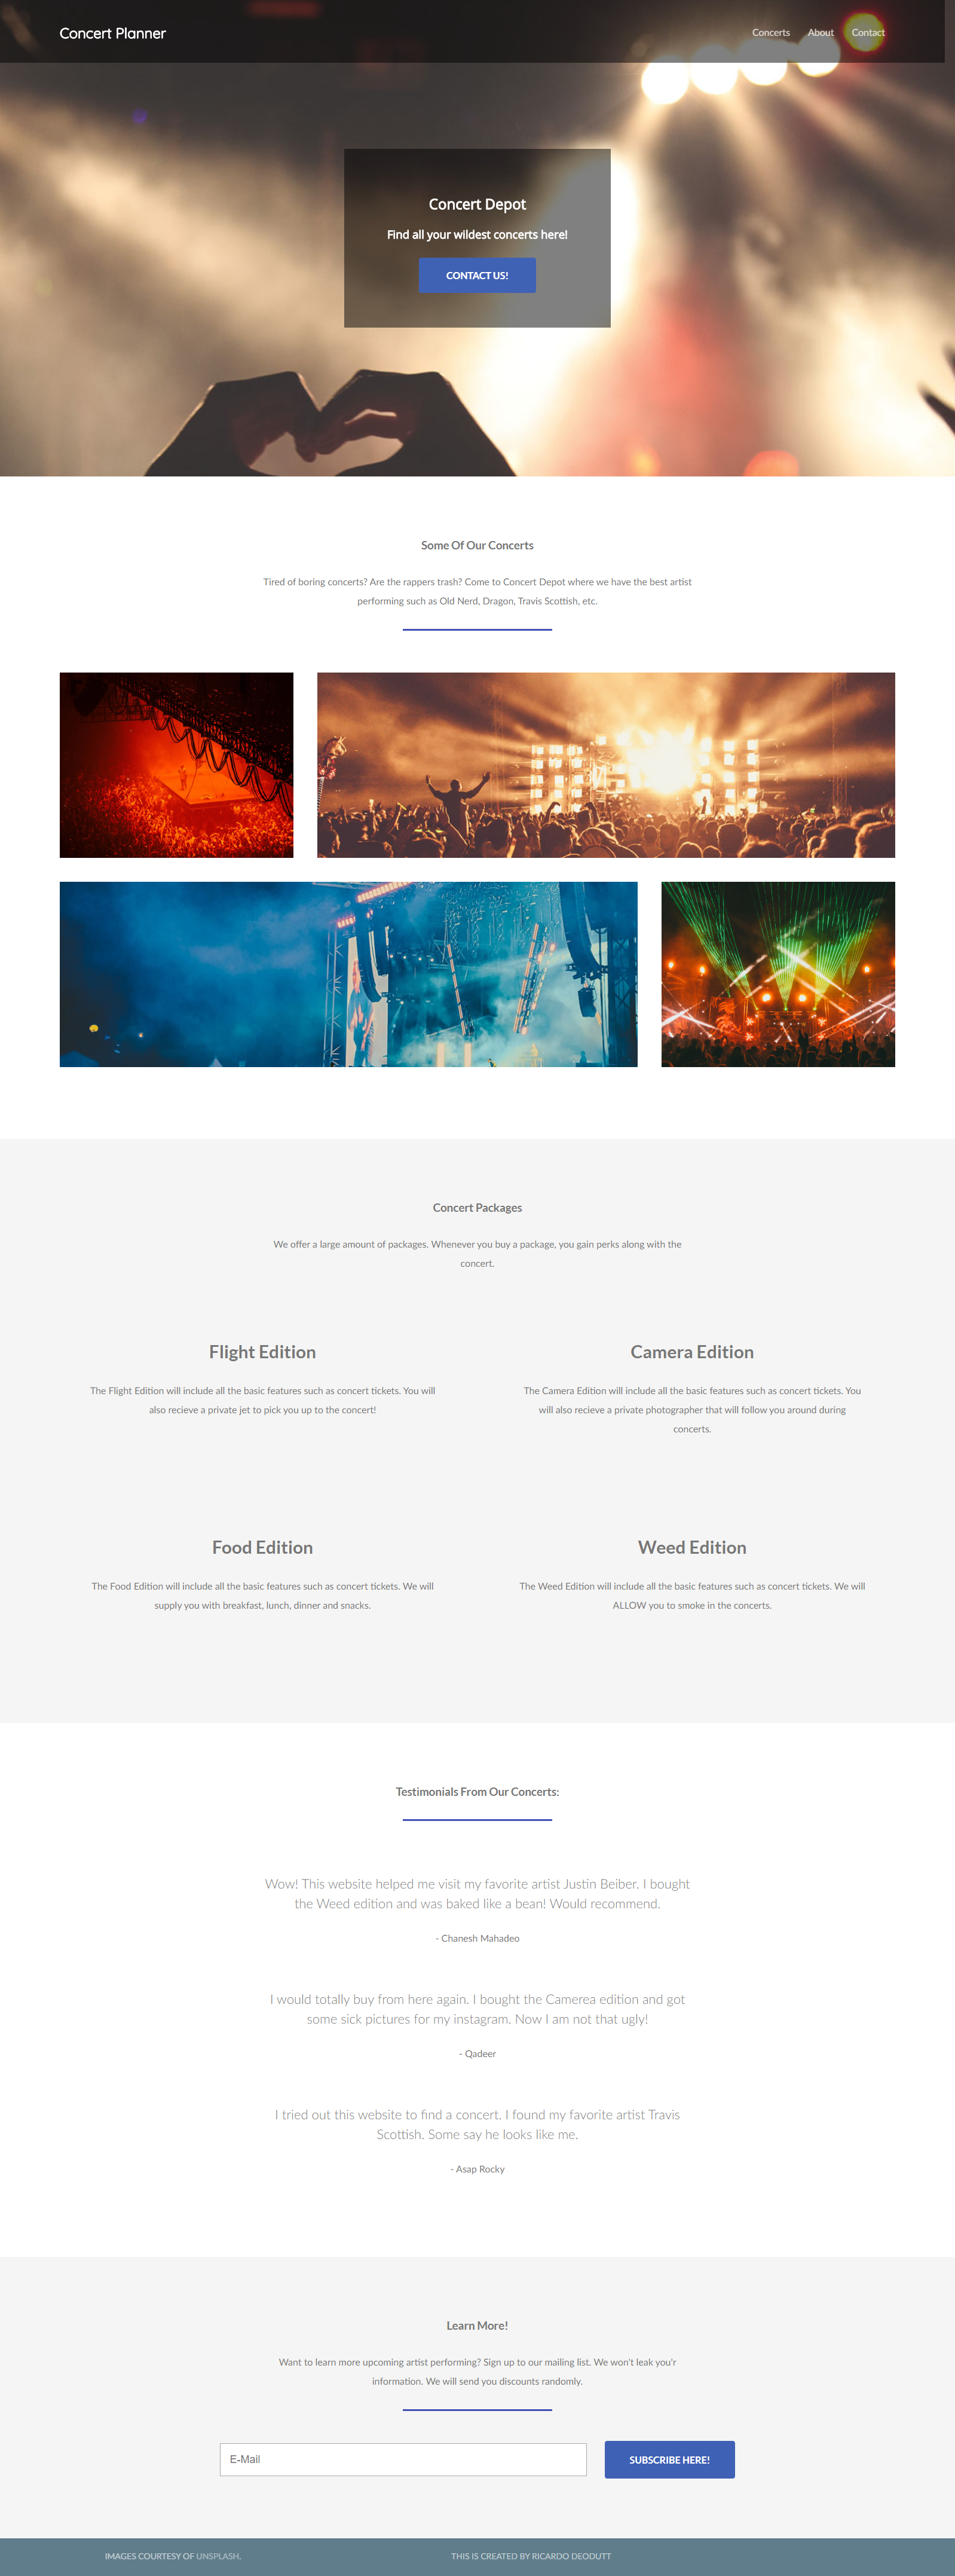 Concert Planner
Concerts About Contact
Concert Depot
Find all your wildest concerts here!
CONTACT US!
Some Of Our Concerts
Tired of boring concerts? Are the rappers trash? Come to Concert Depot where we have the best artist
performing such as Old Nerd, Dragon, Travis Scottish, etc.
Concert Packages
We offer a large amount of packages. Whenever you buy a package, you gain perks along with the
concert.
Flight Edition
The Flight Edition will include all the basic features such as concert tickets. You will
also recieve a private jet to pick you up to the concert!
Camera Edition
The Camera Edition will include all the basic features such as concert tickets. You
will also recieve a private photographer that will follow you around during
concerts.
Food Edition
The Food Edition will include all the basic features such as concert tickets. We will
supply you with breakfast, lunch, dinner and snacks.
Weed Edition
The Weed Edition will include all the basic features such as concert tickets. We will
ALLOW you to smoke in the concerts.
Testimonials From Our Concerts:
Wow! This website helped me visit my favorite artist Justin Beiber. I bought
the Weed edition and was baked like a bean! Would recommend.
- Chanesh Mahadeo
I would totally buy from here again. I bought the Camerea edition and got
some sick pictures for my instagram. Now I am not that ugly!
- Qadeer
I tried out this website to find a concert. I found my favorite artist Travis
Scottish. Some say he looks like me.
- Asap Rocky
Learn More!
Want to learn more upcoming artist performing? Sign up to our mailing list. We won't leak you'r
information. We will send you discounts randomly.
E-Mail
SUBSCRIBE HERE!
IMAGES COURTESY OF UNSPLASH.
THIS IS CREATED BY RICARDO DEODUTT